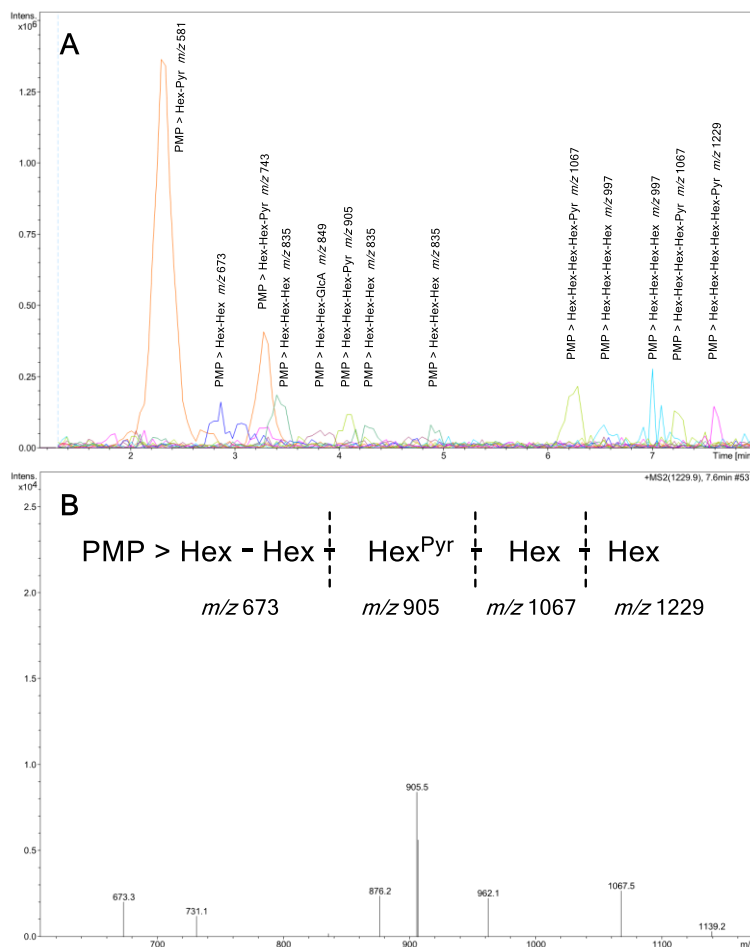 Intens.
x10⁶
A
1.25
1.00
0.75
0.50
0.25
0.00
PMP > Hex-Pyr m/z 581
PMP > Hex-Hex m/z 673
PMP > Hex-Hex-Pyr m/z 743
PMP > Hex-Hex-Hex m/z 835
PMP > Hex-Hex-GlcA m/z 849
PMP > Hex-Hex-Hex-Pyr m/z 905
PMP > Hex-Hex-Hex m/z 835
PMP > Hex-Hex-Hex m/z 835
PMP > Hex-Hex-Hex-Hex-Pyr m/z 1067
PMP > Hex-Hex-Hex-Hex m/z 997
PMP > Hex-Hex-Hex-Hex m/z 997
PMP > Hex-Hex-Hex-Hex-Pyr m/z 1067
PMP > Hex-Hex-Hex-Hex-Hex-Pyr m/z 1229
2 3 4 5 6 7 Time [min
Intens.
x10⁴
+MS2(1229.9), 7.6min #53
B
PMP > Hex - Hex - Hex^Pyr - Hex - Hex
m/z 673 m/z 905 m/z 1067 m/z 1229
2.5
2.0
1.5
1.0
0.5
0.0
905.5
673.3
731.1
876.2
962.1
1067.5
1139.2
700 800 900 1000 1100